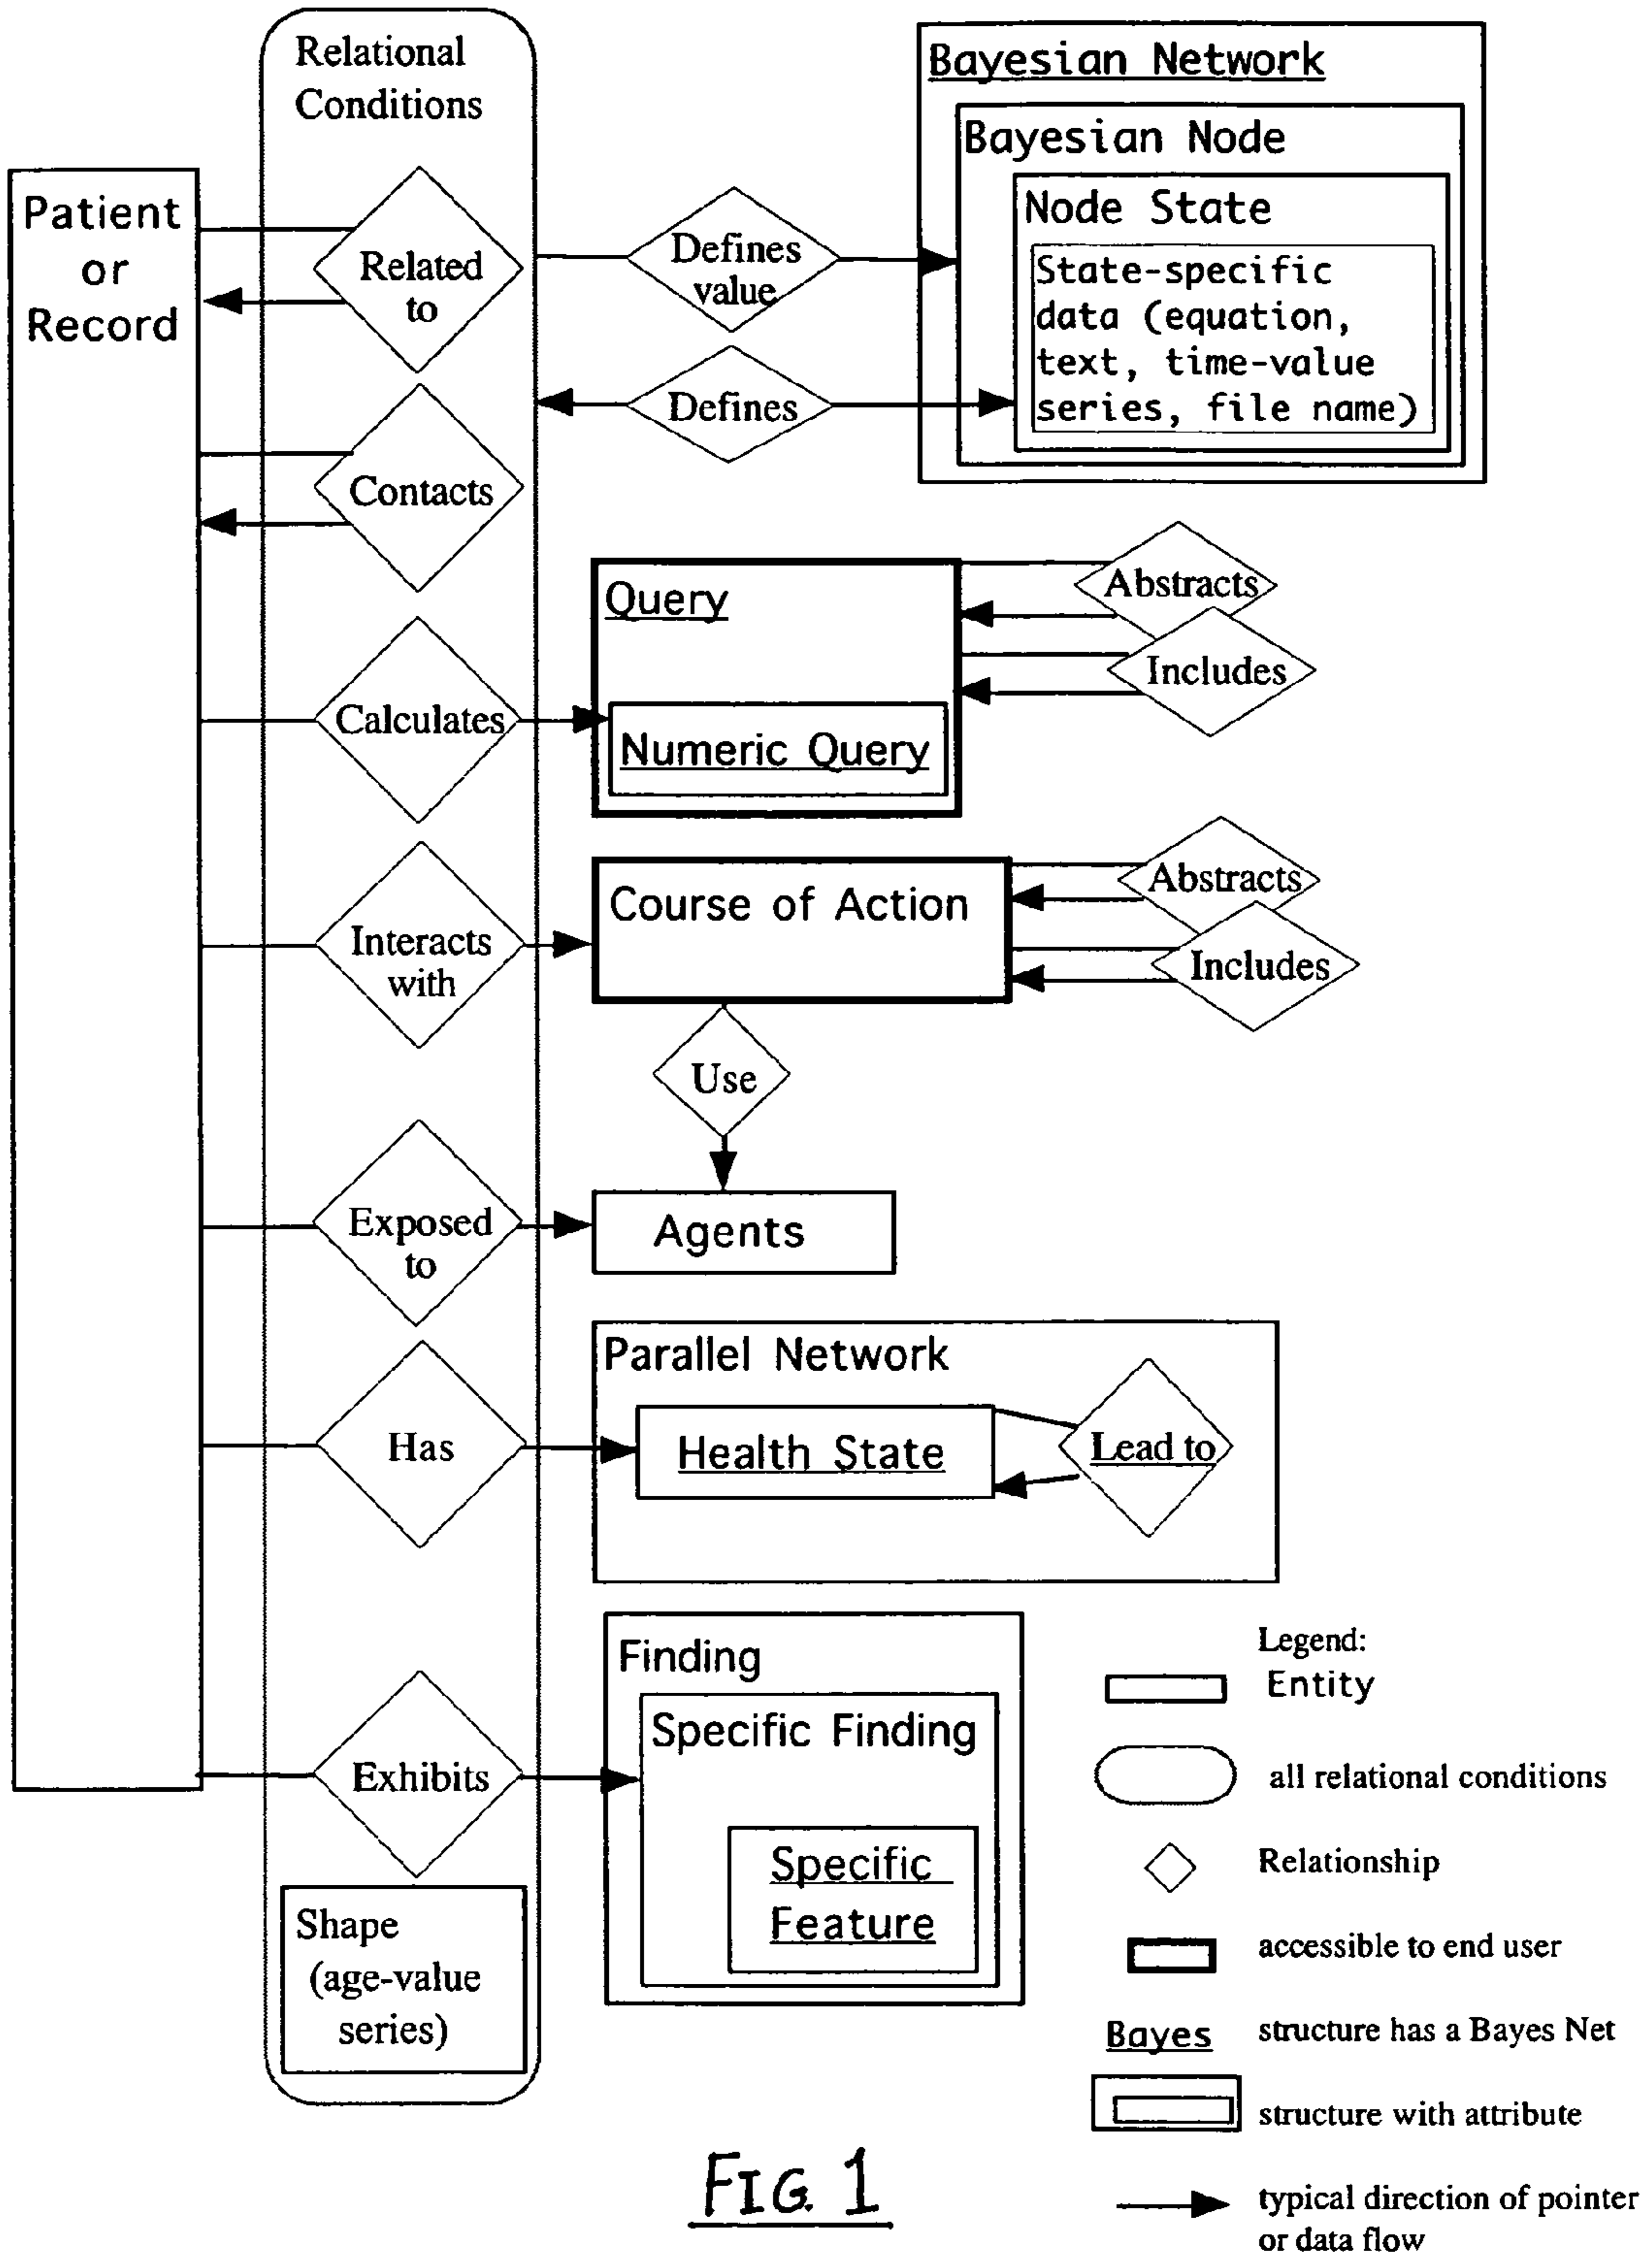 Relational
Conditions
Patient
or
Record
Related
to
Contacts
Calculates
Interacts
with
Exposed
to
Has
Exhibits
Shape
(age-value
series)
Defines
value
Defines
Bayesian Network
Bayesian Node
Node State
State-specific
data (equation,
text, time-value
series, file name)
Query
Numeric Query
Abstracts
Includes
Course of Action
Abstracts
Includes
Use
Agents
Parallel Network
Health State
Lead to
Finding
Specific Finding
Specific
Feature
Legend:
Entity
all relational conditions
Relationship
accessible to end user
Bayes structure has a Bayes Net
structure with attribute
typical direction of pointer
or data flow
FIG. 1